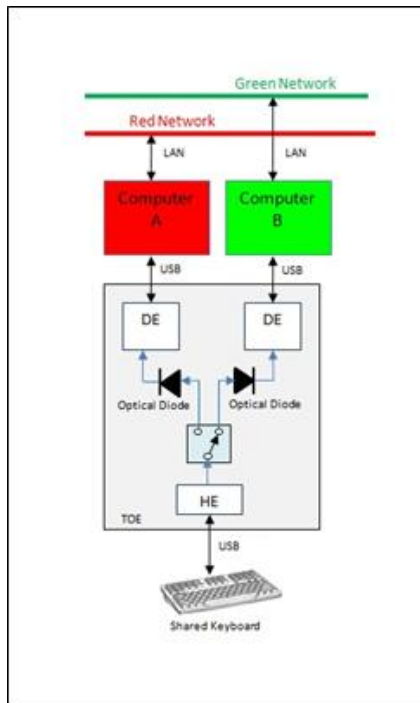 Green Network
Red Network
LAN
LAN
Computer
A
Computer
B
USB
USB
DE
DE
Optical Diode
Optical Diode
HE
TOE
USB
Shared Keyboard